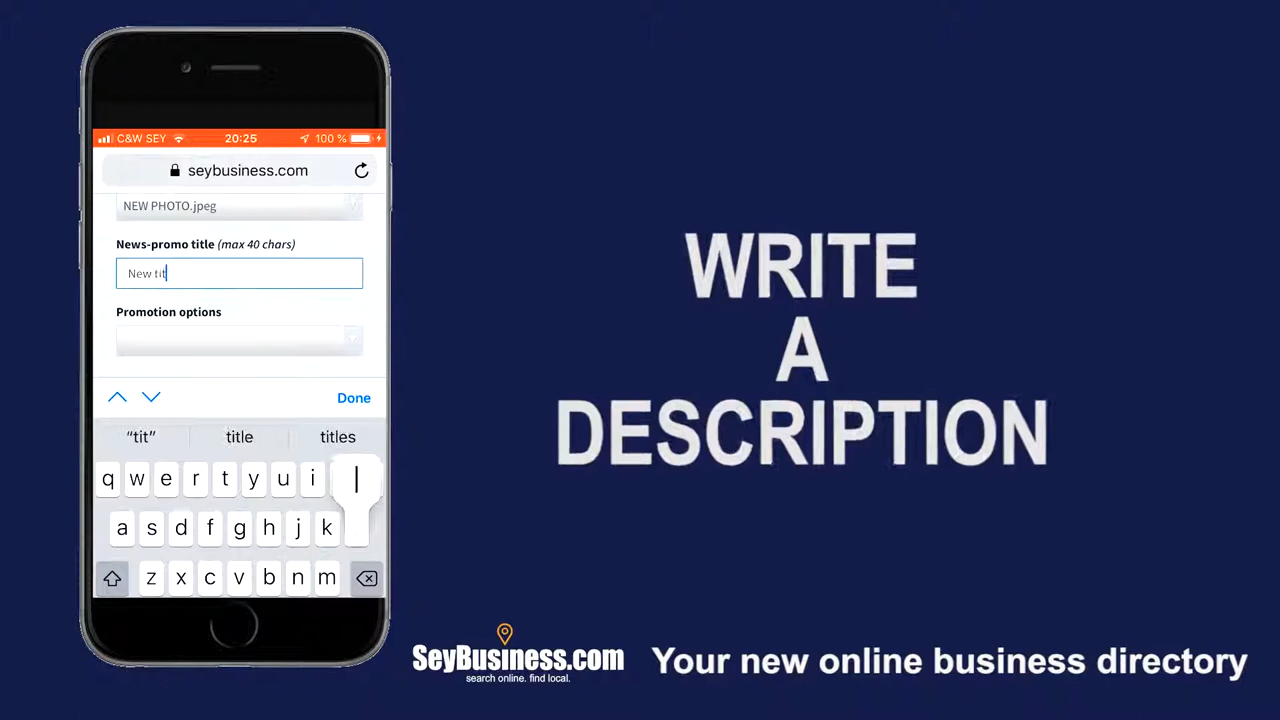 C&W SEY 20:25 100 %
seybusiness.com
NEW PHOTO.jpeg
News-promo title (max 40 chars)
New tit
Promotion options
Done
“tit” title titles
q w e r t y u i l
a s d f g h j k
z x c v b n m
WRITE
A
DESCRIPTION
SeyBusiness.com
search online. find local.
Your new online business directory